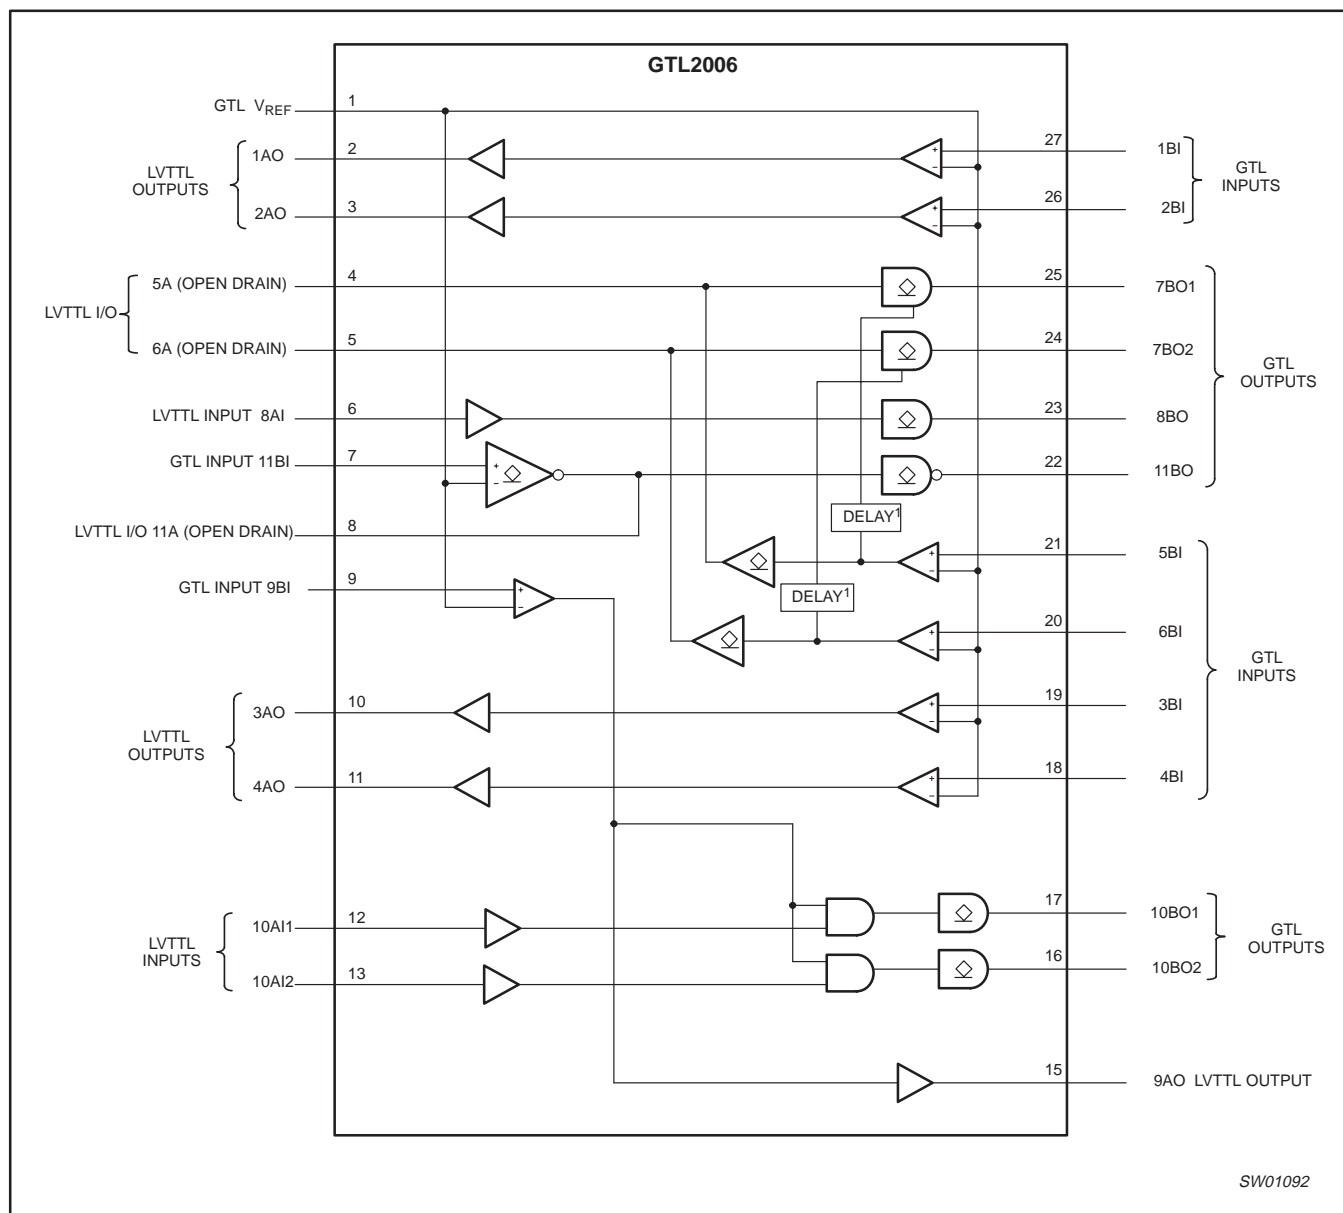 GTL2006
GTL VREF 1
LVTTL
OUTPUTS
1AO 2
2AO 3
27 1BI
26 2BI
GTL
INPUTS
LVTTL I/O
5A (OPEN DRAIN) 4
6A (OPEN DRAIN) 5
25 7BO1
24 7BO2
GTL
OUTPUTS
LVTTL INPUT 8AI 6
23 8BO
GTL INPUT 11BI 7
22 11BO
LVTTL I/O 11A (OPEN DRAIN) 8
DELAY1
21 5BI
GTL INPUT 9BI 9
DELAY1
20 6BI
GTL
INPUTS
19 3BI
18 4BI
LVTTL
OUTPUTS
3AO 10
4AO 11
LVTTL
INPUTS
10AI1 12
10AI2 13
17 10BO1
16 10BO2
GTL
OUTPUTS
15 9AO LVTTL OUTPUT
+
−
+
−
+
−
+
−
+
−
+
−
+
−
+
−
SW01092